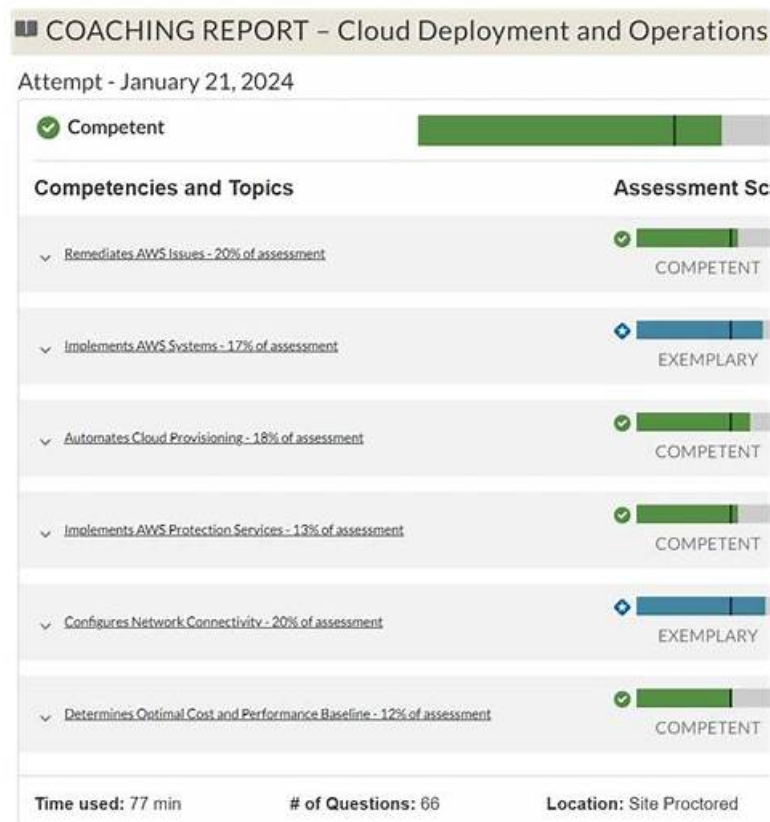 COACHING REPORT – Cloud Deployment and Operations
Attempt - January 21, 2024
Competent
Competencies and Topics Assessment Sc
Remediates AWS Issues - 20% of assessment
COMPETENT
Implements AWS Systems - 17% of assessment
EXEMPLARY
Automates Cloud Provisioning - 18% of assessment
COMPETENT
Implements AWS Protection Services - 13% of assessment
COMPETENT
Configures Network Connectivity - 20% of assessment
EXEMPLARY
Determines Optimal Cost and Performance Baseline - 12% of assessment
COMPETENT
Time used: 77 min # of Questions: 66 Location: Site Proctored